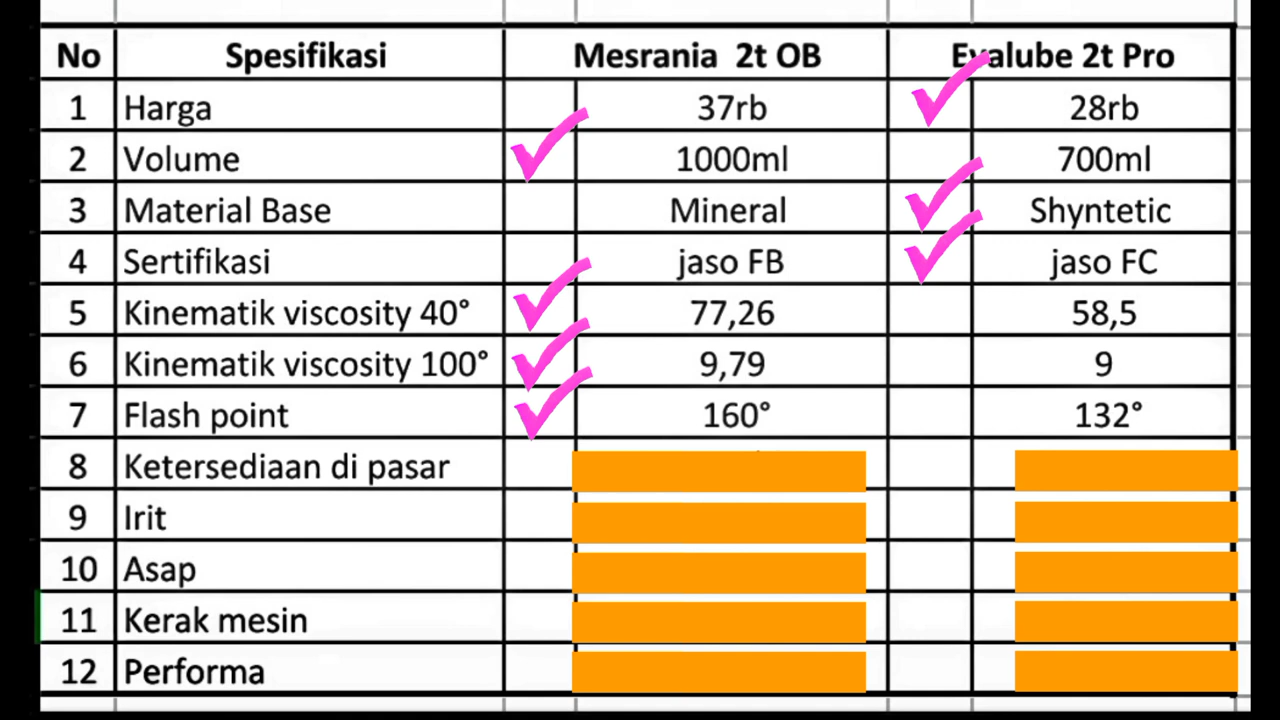 No Spesifikasi Mesrania 2t OB Evalube 2t Pro
1 Harga 37rb 28rb
2 Volume 1000ml 700ml
3 Material Base Mineral Shyntetic
4 Sertifikasi jaso FB jaso FC
5 Kinematik viscosity 40° 77,26 58,5
6 Kinematik viscosity 100° 9,79 9
7 Flash point 160° 132°
8 Ketersediaan di pasar
9 Irit
10 Asap
11 Kerak mesin
12 Performa